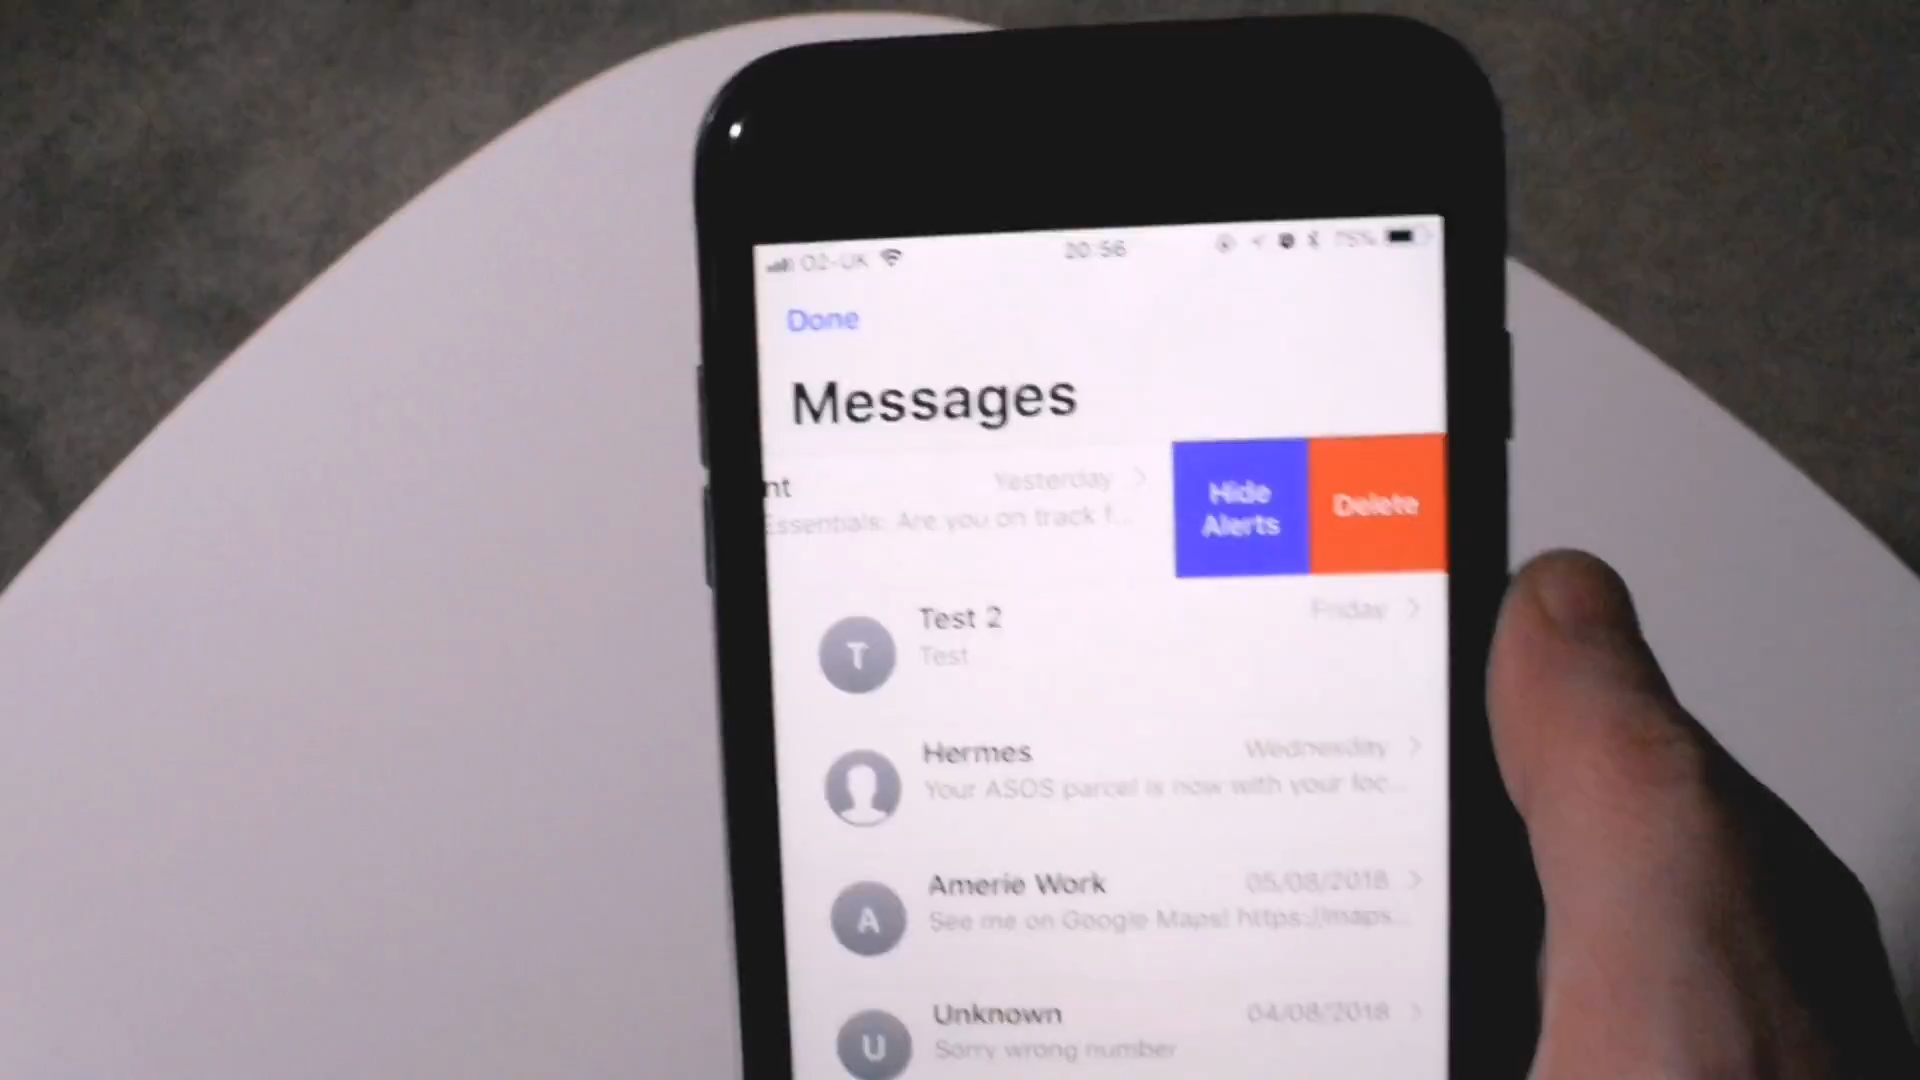 O2-UK 20:56 75%
Done
Messages
nt Yesterday
Essentials: Are you on track f...
Hide
Alerts
Delete
Test 2 Friday
T
Test
Hermes Wednesday
Your ASOS parcel is now with your loc...
Amerie Work 05/08/2018
A
See me on Google Maps! https://maps...
Unknown 04/08/2018
U
Sorry wrong number